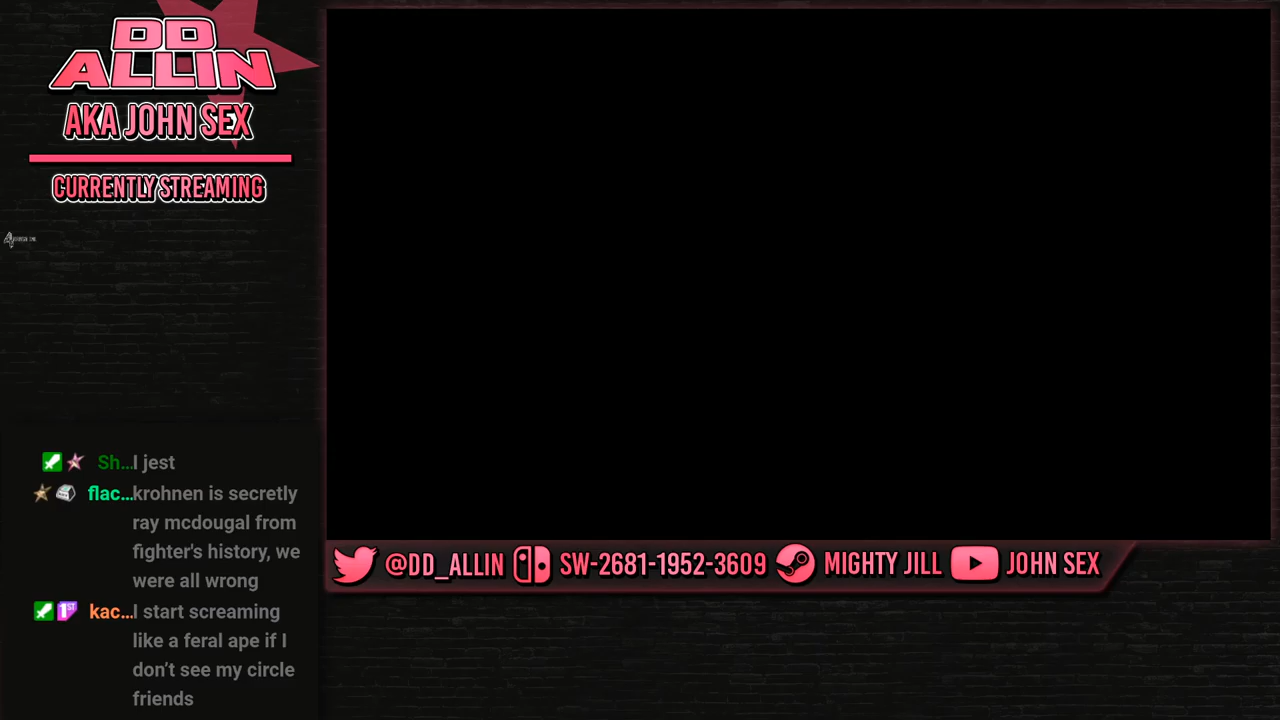 DD
ALLIN
AKA JOHN SEX
CURRENTLY STREAMING
Sh... I jest
flac... krohnen is secretly
ray mcdougal from
fighter's history, we
were all wrong
1ST kac... I start screaming
like a feral ape if I
don’t see my circle
friends
@DD_ALLIN SW-2681-1952-3609 MIGHTY JILL JOHN SEX